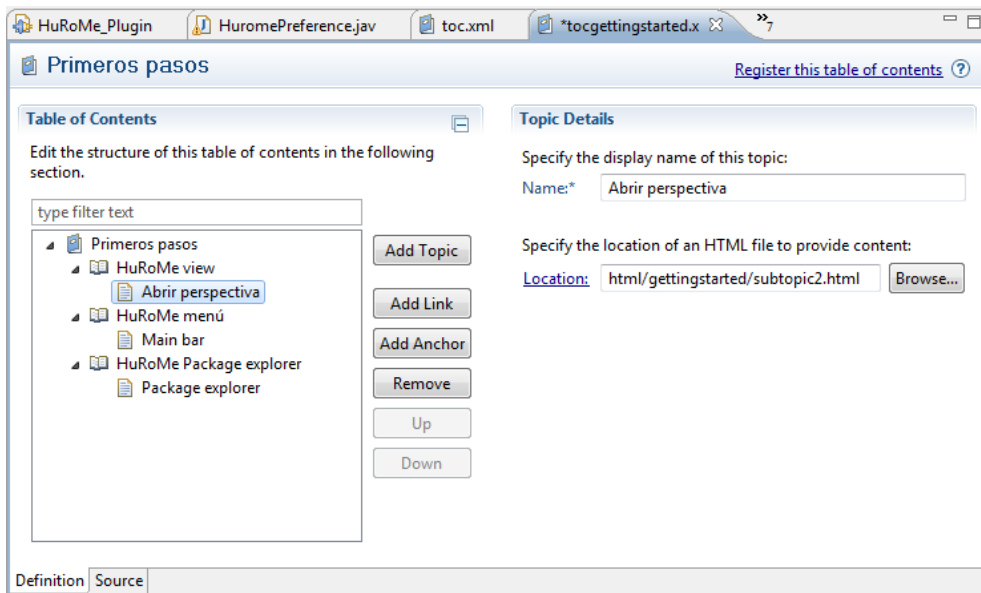 HuRoMe_Plugin HuromePreference.jav toc.xml *tocgettingstarted.x »7
Primeros pasos
Register this table of contents ?
Table of Contents
Edit the structure of this table of contents in the following
section.
type filter text
Primeros pasos
HuRoMe view
Abrir perspectiva
HuRoMe menú
Main bar
HuRoMe Package explorer
Package explorer
Add Topic
Add Link
Add Anchor
Remove
Up
Down
Topic Details
Specify the display name of this topic:
Name:* Abrir perspectiva
Specify the location of an HTML file to provide content:
Location: html/gettingstarted/subtopic2.html Browse...
Definition Source